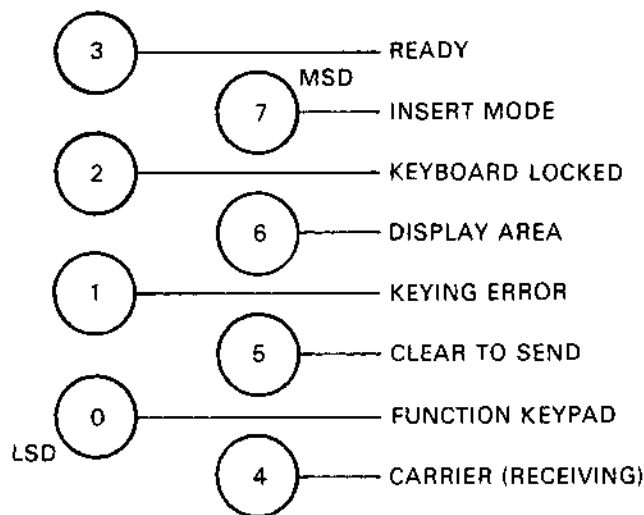 3 READY
MSD
7 INSERT MODE
2 KEYBOARD LOCKED
6 DISPLAY AREA
1 KEYING ERROR
5 CLEAR TO SEND
0 FUNCTION KEYPAD
LSD
4 CARRIER (RECEIVING)